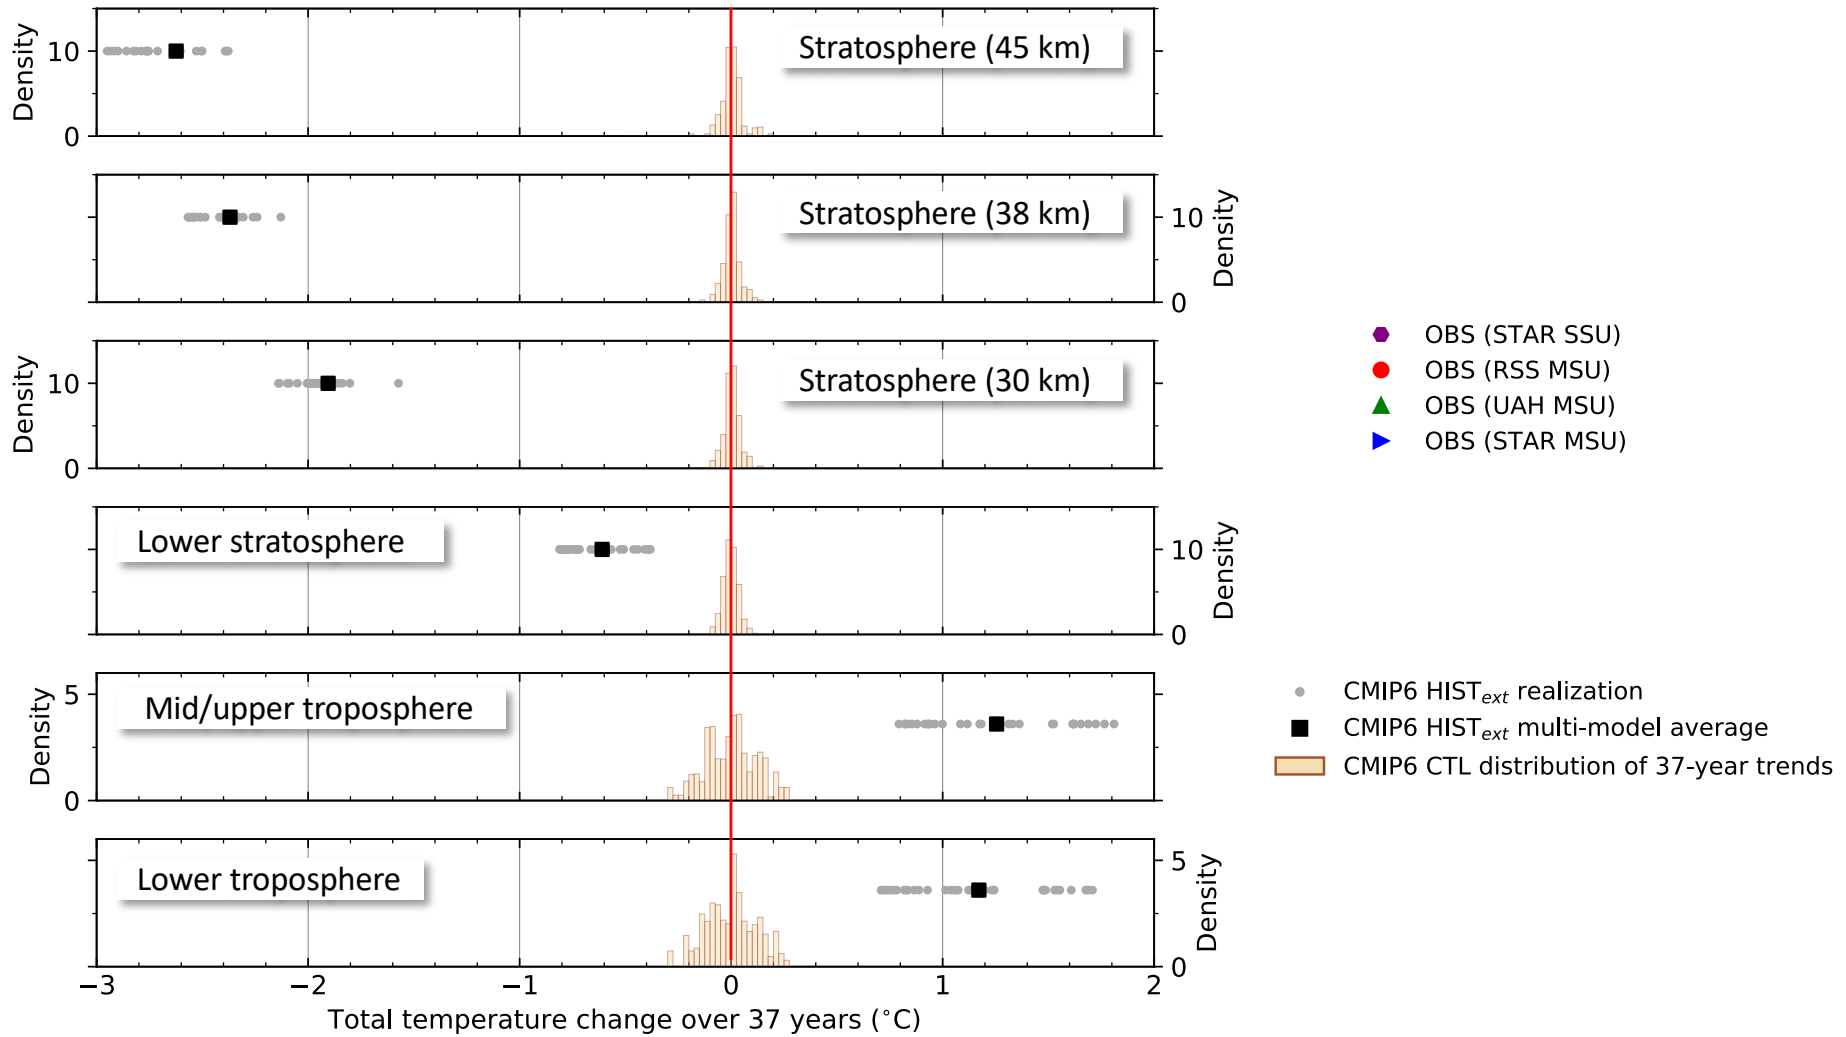 Density
10
0
Stratosphere (45 km)
Stratosphere (38 km)
10
0
Density
Density
10
0
Stratosphere (30 km)
OBS (STAR SSU)
OBS (RSS MSU)
OBS (UAH MSU)
OBS (STAR MSU)
Lower stratosphere
10
0
Density
Density
5
0
Mid/upper troposphere
CMIP6 HISText realization
CMIP6 HISText multi-model average
CMIP6 CTL distribution of 37-year trends
Lower troposphere
5
0
Density
−3 −2 −1 0 1 2
Total temperature change over 37 years (°C)